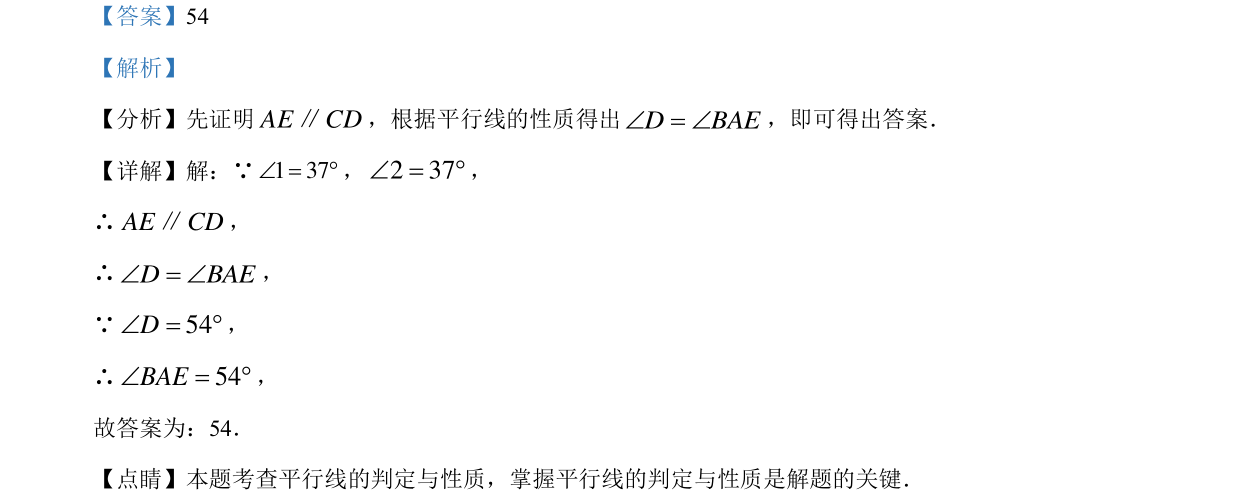 【答案】54
【解析】
【分析】先证明 AE∥CD，根据平行线的性质得出∠D=∠BAE，即可得出答案．
【详解】解：∵∠1=37°，∠2=37°，
∴AE∥CD，
∴∠D=∠BAE，
∵∠D=54°，
∴∠BAE=54°，
故答案为：54．
【点睛】本题考查平行线的判定与性质，掌握平行线的判定与性质是解题的关键．